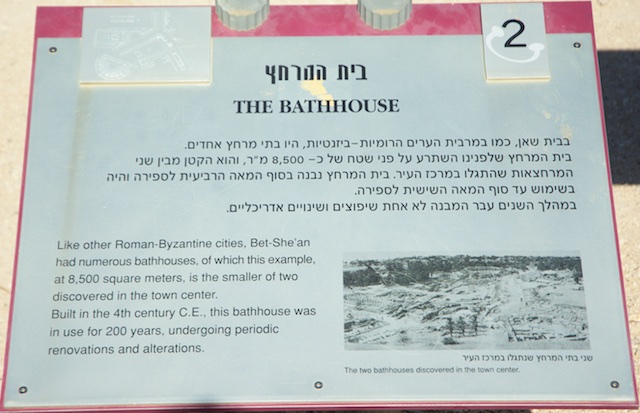 2
בית המרחץ
THE BATHHOUSE
בבית שאן, כמו במרבית הערים הרומיות-ביזנטיות, היו בתי מרחץ אחדים.
בית המרחץ שלפנינו השתרע על פני שטח של כ- 8,500 מ"ר, והוא הקטן מבין שני
המרחצאות שהתגלו במרכז העיר. בית המרחץ נבנה בסוף המאה הרביעית לספירה והיה
בשימוש עד סוף המאה השישית לספירה.
במהלך השנים עבר המבנה לא אחת שיפוצים ושינויים אדריכליים.
Like other Roman-Byzantine cities, Bet-She'an
had numerous bathhouses, of which this example,
at 8,500 square meters, is the smaller of two
discovered in the town center.
Built in the 4th century C.E., this bathhouse was
in use for 200 years, undergoing periodic
renovations and alterations.
שני בתי המרחץ שנתגלו במרכז העיר
The two bathhouses discovered in the town center.